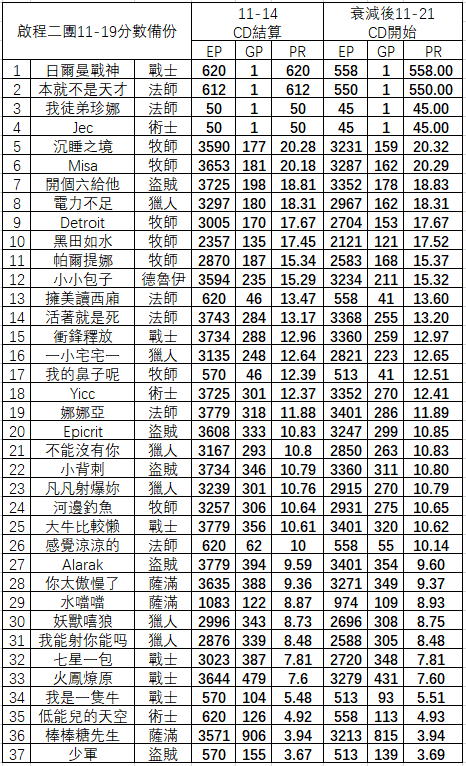 啟程二團11-19分數備份 11-14 衰減後11-21
CD結算 CD開始
EP GP PR EP GP PR
1 日爾曼戰神 戰士 620 1 620 558 1 558.00
2 本就不是天才 法師 612 1 612 550 1 550.00
3 我徒弟珍娜 法師 50 1 50 45 1 45.00
4 Jec 術士 50 1 50 45 1 45.00
5 沉睡之境 牧師 3590 177 20.28 3231 159 20.32
6 Misa 牧師 3653 181 20.18 3287 162 20.29
7 開個六給他 盜賊 3725 198 18.81 3352 178 18.83
8 電力不足 獵人 3297 180 18.31 2967 162 18.31
9 Detroit 牧師 3005 170 17.67 2704 153 17.67
10 黑田如水 牧師 2357 135 17.45 2121 121 17.52
11 帕爾提娜 牧師 2870 187 15.34 2583 168 15.37
12 小小包子 德魯伊 3594 235 15.29 3234 211 15.32
13 擁美讀西廂 法師 620 46 13.47 558 41 13.60
14 活著就是死 法師 3743 284 13.17 3368 255 13.20
15 衝鋒釋放 戰士 3734 288 12.96 3360 259 12.97
16 一小宅宅一 獵人 3135 248 12.64 2821 223 12.65
17 我的鼻子呢 牧師 570 46 12.39 513 41 12.51
18 Yicc 術士 3725 301 12.37 3352 270 12.41
19 娜娜亞 法師 3779 318 11.88 3401 286 11.89
20 Epicrit 盜賊 3608 333 10.83 3247 299 10.85
21 不能沒有你 獵人 3167 293 10.8 2850 263 10.83
22 小背刺 盜賊 3734 346 10.79 3360 311 10.80
23 凡凡射爆妳 獵人 3239 301 10.76 2915 270 10.79
24 河邊釣魚 牧師 3257 306 10.64 2931 275 10.65
25 大牛比較懶 戰士 3779 356 10.61 3401 320 10.62
26 感覺涼涼的 法師 620 62 10 558 55 10.14
27 Alarak 盜賊 3779 394 9.59 3401 354 9.60
28 你太傲慢了 薩滿 3635 388 9.36 3271 349 9.37
29 水噹噹 薩滿 1083 122 8.87 974 109 8.93
30 妖獸嘻狼 獵人 2996 343 8.73 2696 308 8.75
31 我能射你能吗 獵人 2876 339 8.48 2588 305 8.48
32 七星一包 戰士 3023 387 7.81 2720 348 7.81
33 火鳳燎原 戰士 3644 479 7.6 3279 431 7.60
34 我是一隻牛 戰士 570 104 5.48 513 93 5.51
35 低能兒的天空 術士 620 126 4.92 558 113 4.93
36 棒棒糖先生 薩滿 3571 906 3.94 3213 815 3.94
37 少軍 盜賊 570 155 3.67 513 139 3.69